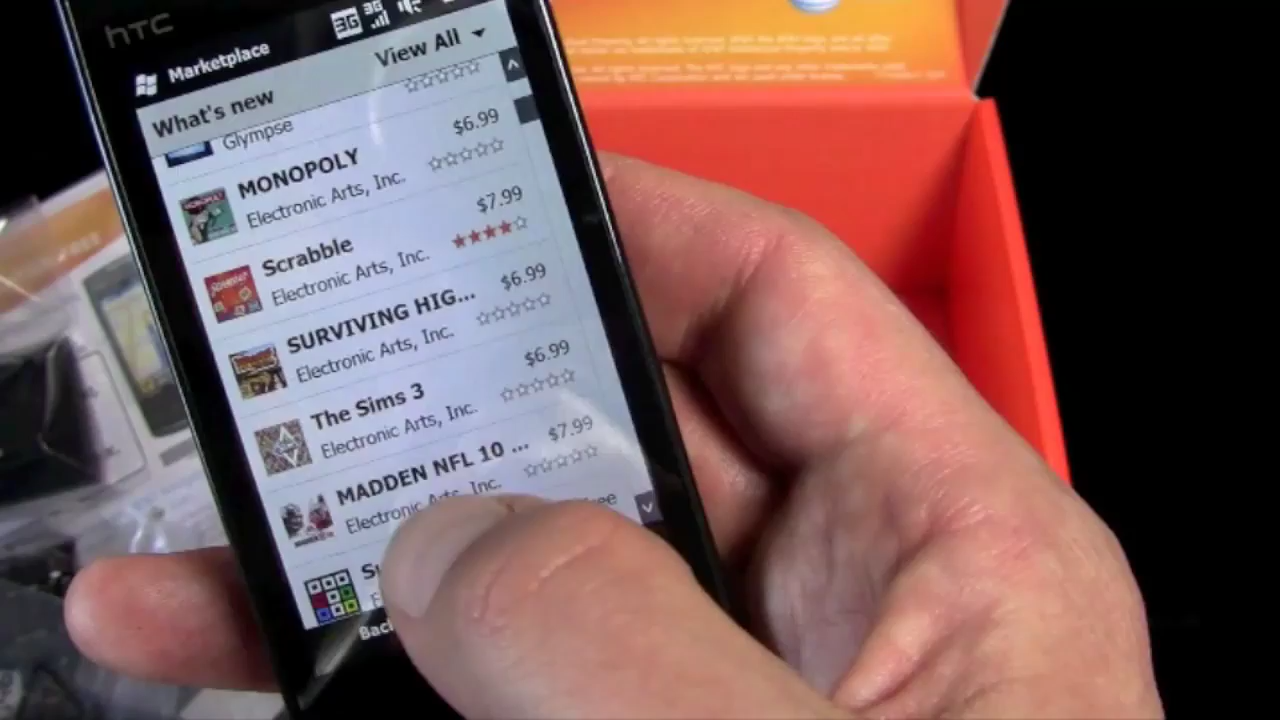 hTC
3G 3G
Marketplace
View All
What's new
Glympse
$6.99
MONOPOLY
Electronic Arts, Inc.
$7.99
Scrabble
Electronic Arts, Inc.
$6.99
SURVIVING HIG...
Electronic Arts, Inc.
$6.99
The Sims 3
Electronic Arts, Inc.
$7.99
MADDEN NFL 10 ...
Electronic Arts, Inc.